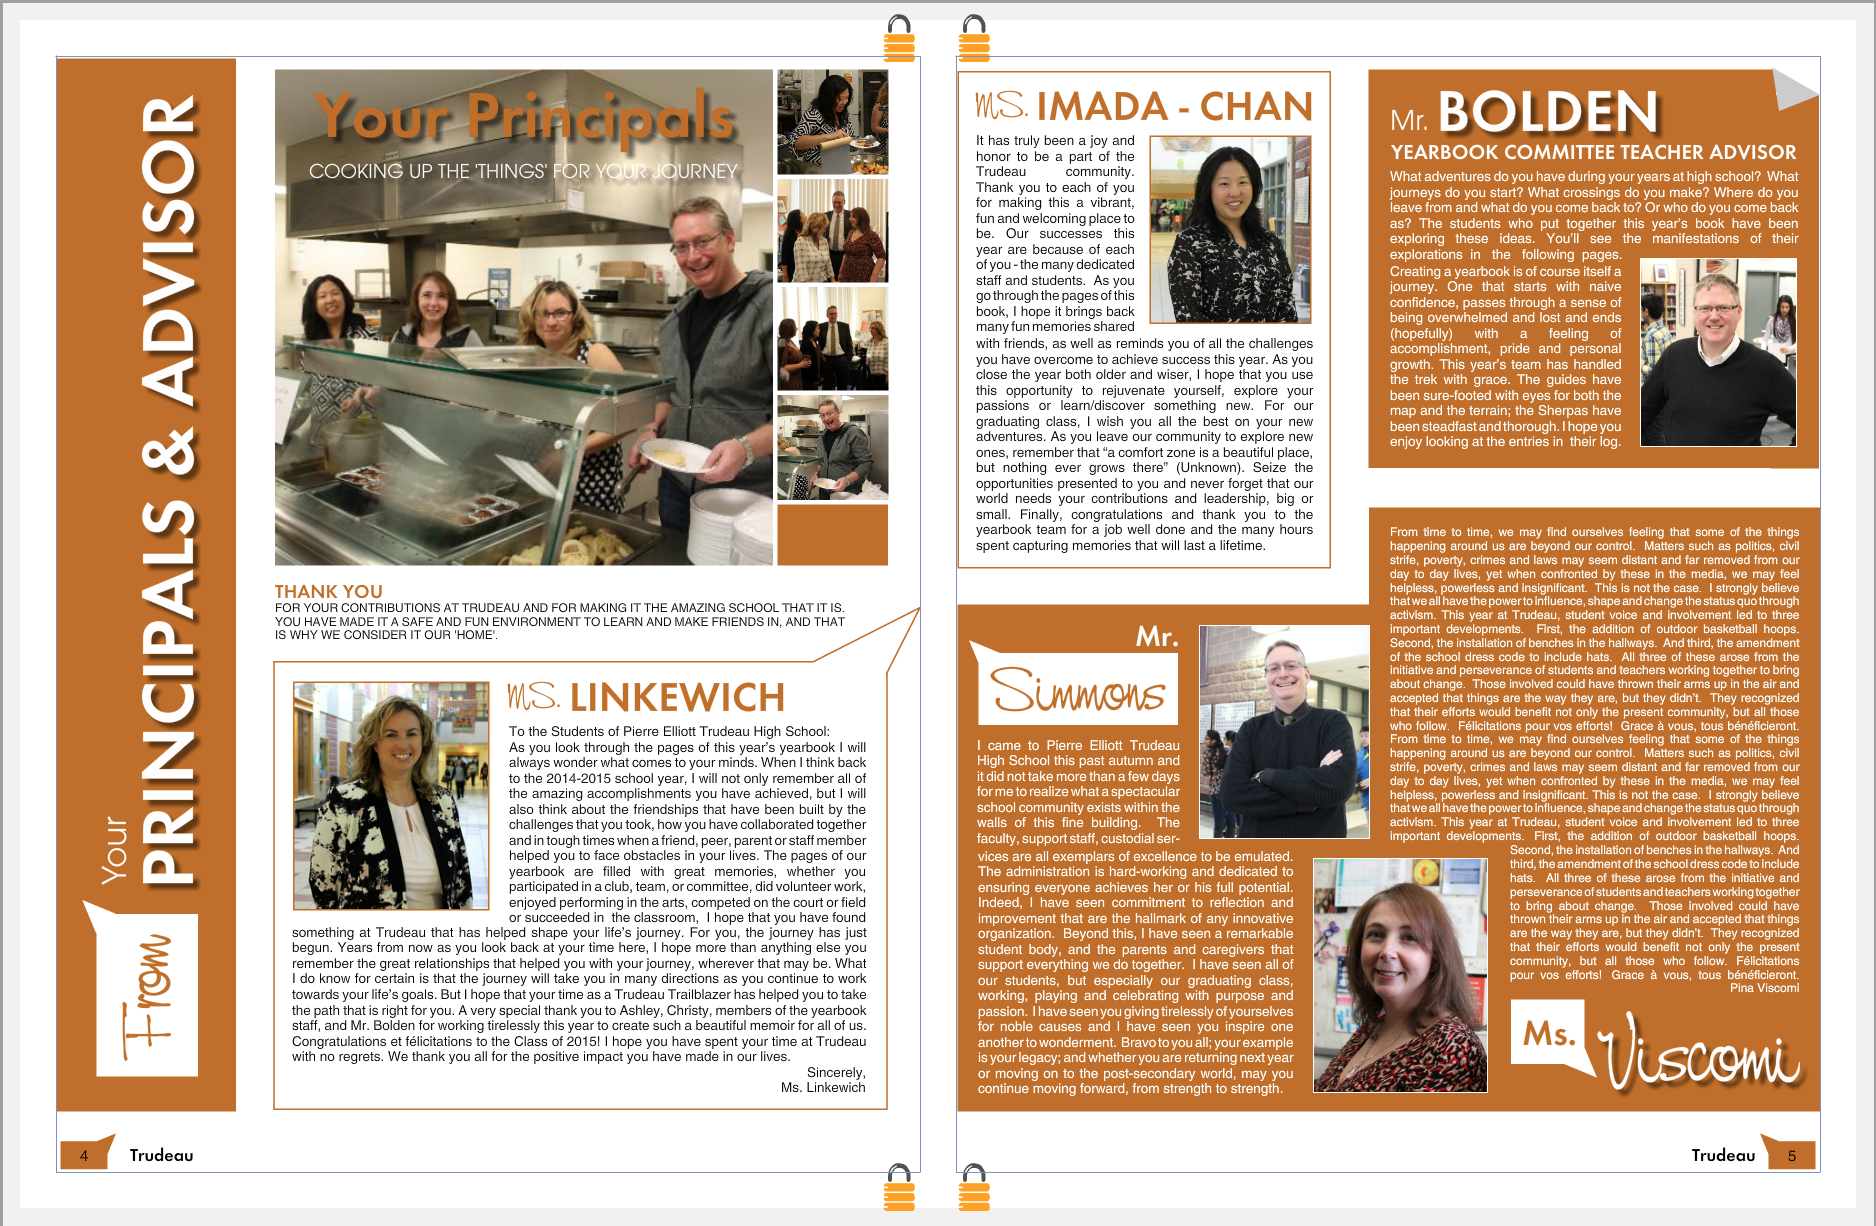 From
Your
PRINCIPALS & ADVISOR
Your Principals
COOKING UP THE 'THINGS' FOR YOUR JOURNEY
THANK YOU
FOR YOUR CONTRIBUTIONS AT TRUDEAU AND FOR MAKING IT THE AMAZING SCHOOL THAT IT IS.
YOU HAVE MADE IT A SAFE AND FUN ENVIRONMENT TO LEARN AND MAKE FRIENDS IN, AND THAT
IS WHY WE CONSIDER IT OUR 'HOME'.
MS. LINKEWICH
To the Students of Pierre Elliott Trudeau High School:
As you look through the pages of this year's yearbook I will
always wonder what comes to your minds. When I think back
to the 2014-2015 school year, I will not only remember all of
the amazing accomplishments you have achieved, but I will
also think about the friendships that have been built by the
challenges that you took, how you have collaborated together
and in tough times when a friend, peer, parent or staff member
helped you to face obstacles in your lives. The pages of our
yearbook are filled with great memories, whether you
participated in a club, team, or committee, did volunteer work,
enjoyed performing in the arts, competed on the court or field
or succeeded in the classroom, I hope that you have found
something at Trudeau that has helped shape your life's journey. For you, the journey has just
begun. Years from now as you look back at your time here, I hope more than anything else you
remember the great relationships that helped you with your journey, wherever that may be. What
I do know for certain is that the journey will take you in many directions as you continue to work
towards your life's goals. But I hope that your time as a Trudeau Trailblazer has helped you to take
the path that is right for you. A very special thank you to Ashley, Christy, members of the yearbook
staff, and Mr. Bolden for working tirelessly this year to create such a beautiful memoir for all of us.
Congratulations et félicitations to the Class of 2015! I hope you have spent your time at Trudeau
with no regrets. We thank you all for the positive impact you have made in our lives.
Sincerely,
Ms. Linkewich
4
Trudeau
MS. IMADA - CHAN
It has truly been a joy and
honor to be a part of the
Trudeau community.
Thank you to each of you
for making this a vibrant,
fun and welcoming place to
be. Our successes this
year are because of each
of you - the many dedicated
staff and students. As you
go through the pages of this
book, I hope it brings back
many fun memories shared
with friends, as well as reminds you of all the challenges
you have overcome to achieve success this year. As you
close the year both older and wiser, I hope that you use
this opportunity to rejuvenate yourself, explore your
passions or learn/discover something new. For our
graduating class, I wish you all the best on your new
adventures. As you leave our community to explore new
ones, remember that “a comfort zone is a beautiful place,
but nothing ever grows there” (Unknown). Seize the
opportunities presented to you and never forget that our
world needs your contributions and leadership, big or
small. Finally, congratulations and thank you to the
yearbook team for a job well done and the many hours
spent capturing memories that will last a lifetime.
Mr. BOLDEN
YEARBOOK COMMITTEE TEACHER ADVISOR
What adventures do you have during your years at high school? What
journeys do you start? What crossings do you make? Where do you
leave from and what do you come back to? Or who do you come back
as? The students who put together this year's book have been
exploring these ideas. You'll see the manifestations of their
explorations in the following pages.
Creating a yearbook is of course itself a
journey. One that starts with naive
confidence, passes through a sense of
being overwhelmed and lost and ends
(hopefully) with a feeling of
accomplishment, pride and personal
growth. This year's team has handled
the trek with grace. The guides have
been sure-footed with eyes for both the
map and the terrain; the Sherpas have
been steadfast and thorough. I hope you
enjoy looking at the entries in their log.
Mr.
Simmons
I came to Pierre Elliott Trudeau
High School this past autumn and
it did not take more than a few days
for me to realize what a spectacular
school community exists within the
walls of this fine building. The
faculty, support staff, custodial ser-
vices are all exemplars of excellence to be emulated.
The administration is hard-working and dedicated to
ensuring everyone achieves her or his full potential.
Indeed, I have seen commitment to reflection and
improvement that are the hallmark of any innovative
organization. Beyond this, I have seen a remarkable
student body, and the parents and caregivers that
support everything we do together. I have seen all of
our students, but especially our graduating class,
working, playing and celebrating with purpose and
passion. I have seen you giving tirelessly of yourselves
for noble causes and I have seen you inspire one
another to wonderment. Bravo to you all; your example
is your legacy; and whether you are returning next year
or moving on to the post-secondary world, may you
continue moving forward, from strength to strength.
From time to time, we may find ourselves feeling that some of the things
happening around us are beyond our control. Matters such as politics, civil
strife, poverty, crimes and laws may seem distant and far removed from our
day to day lives, yet when confronted by these in the media, we may feel
helpless, powerless and insignificant. This is not the case. I strongly believe
that we all have the power to influence, shape and change the status quo through
activism. This year at Trudeau, student voice and involvement led to three
important developments. First, the addition of outdoor basketball hoops.
Second, the installation of benches in the hallways. And third, the amendment
of the school dress code to include hats. All three of these arose from the
initiative and perseverance of students and teachers working together to bring
about change. Those involved could have thrown their arms up in the air and
accepted that things are the way they are, but they didn't. They recognized
that their efforts would benefit not only the present community, but all those
who follow. Félicitations pour vos efforts! Grace à vous, tous bénéficieront.
From time to time, we may find ourselves feeling that some of the things
happening around us are beyond our control. Matters such as politics, civil
strife, poverty, crimes and laws may seem distant and far removed from our
day to day lives, yet when confronted by these in the media, we may feel
helpless, powerless and insignificant. This is not the case. I strongly believe
that we all have the power to influence, shape and change the status quo through
activism. This year at Trudeau, student voice and involvement led to three
important developments. First, the addition of outdoor basketball hoops.
Second, the installation of benches in the hallways. And
third, the amendment of the school dress code to include
hats. All three of these arose from the initiative and
perseverance of students and teachers working together
to bring about change. Those involved could have
thrown their arms up in the air and accepted that things
are the way they are, but they didn't. They recognized
that their efforts would benefit not only the present
community, but all those who follow. Félicitations
pour vos efforts! Grace à vous, tous bénéficieront.
Pina Viscomi
Ms.
Viscomi
Trudeau
5